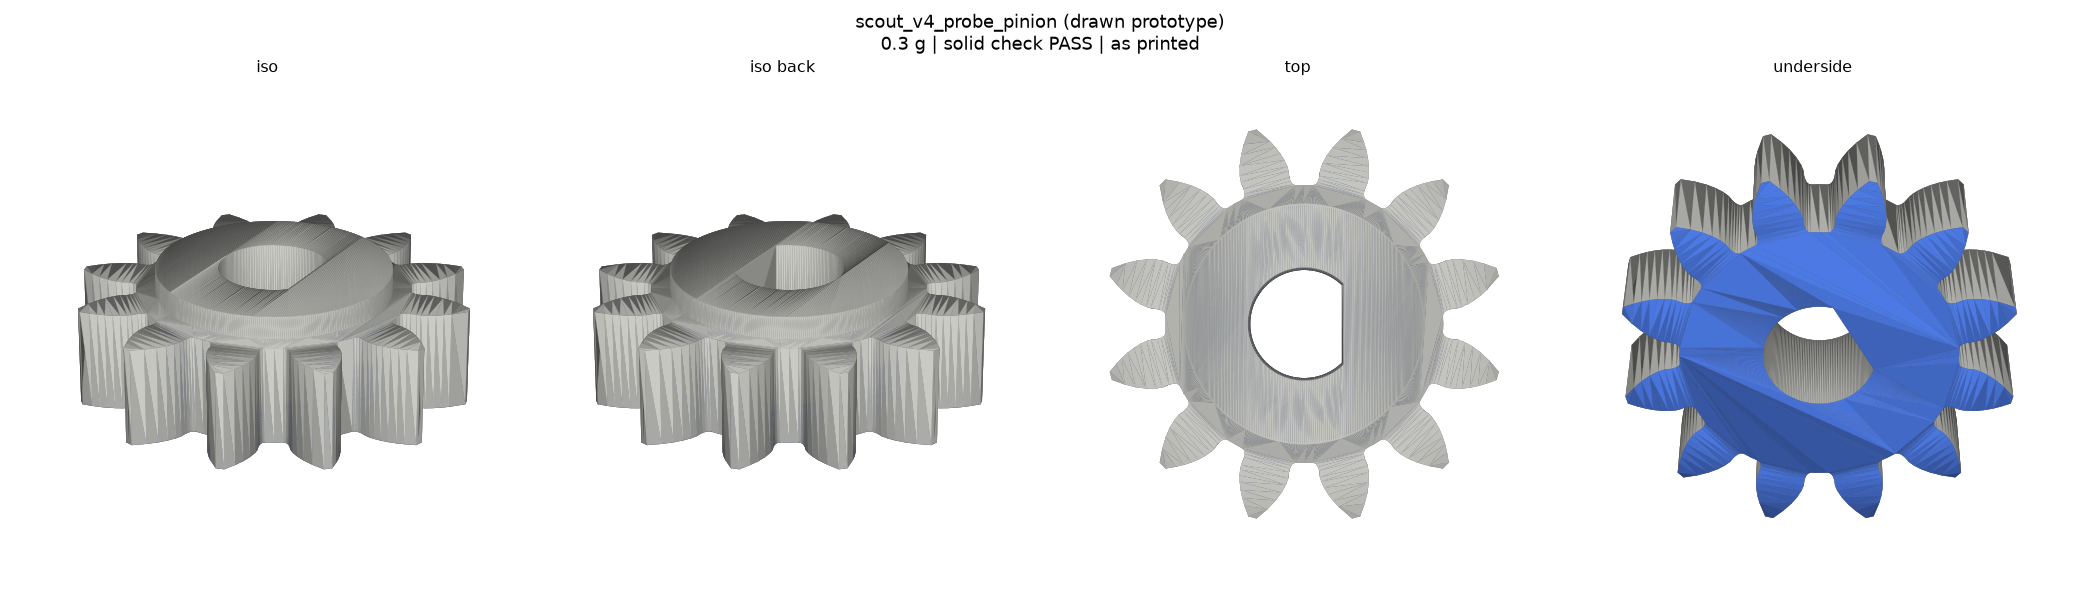 scout_v4_probe_pinion (drawn prototype)
0.3 g | solid check PASS | as printed
iso
iso back
top
underside